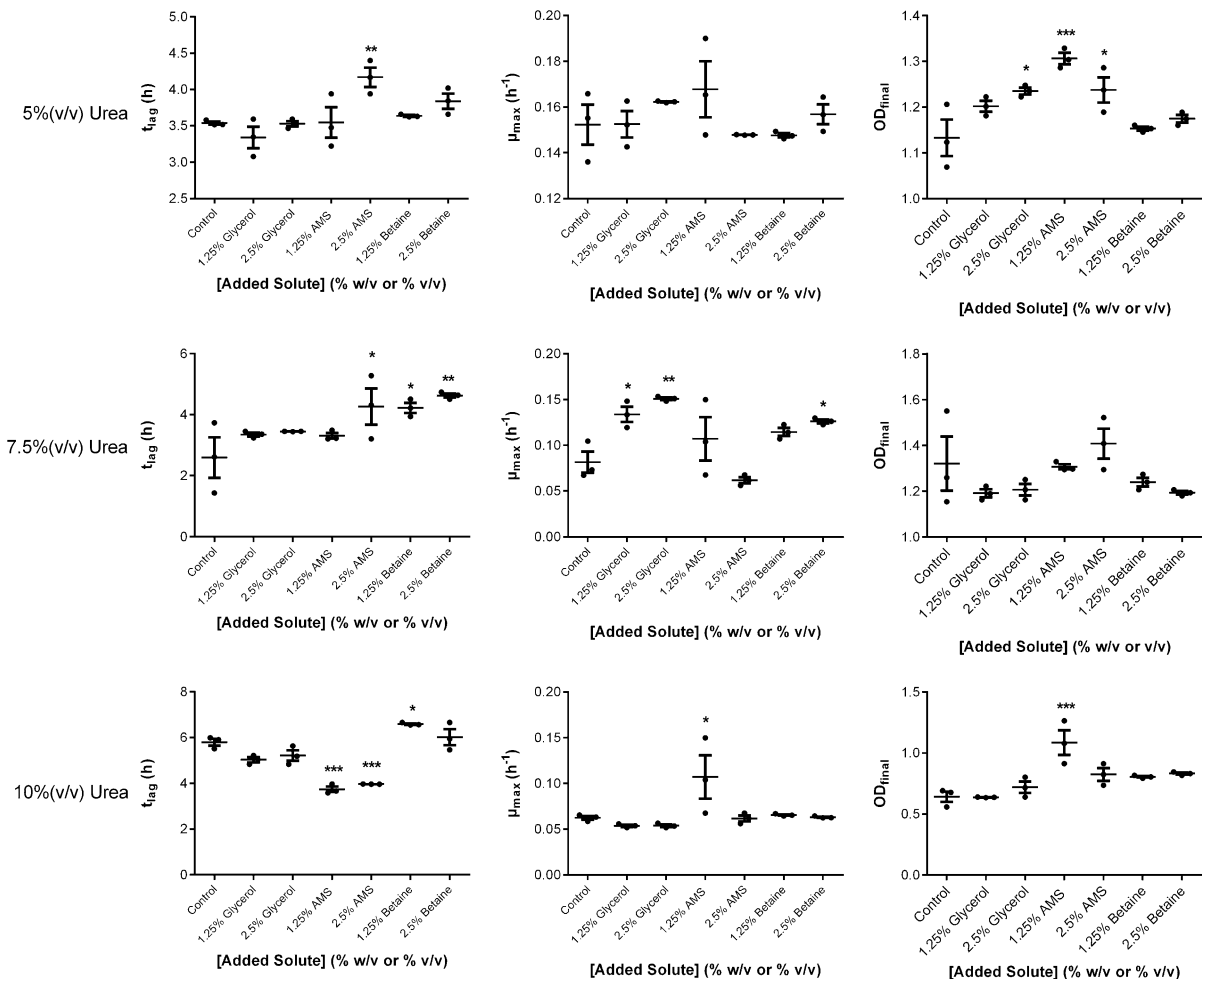 5%(v/v) Urea
5.0
4.5
4.0
3.5
3.0
2.5
tlag (h)
**
Control
1.25% Glycerol
2.5% Glycerol
1.25% AMS
2.5% AMS
1.25% Betaine
2.5% Betaine
[Added Solute] (% w/v or % v/v)
0.20
0.18
0.16
0.14
0.12
μmax (h-1)
Control
1.25% Glycerol
2.5% Glycerol
1.25% AMS
2.5% AMS
1.25% Betaine
2.5% Betaine
[Added Solute] (% w/v or % v/v)
1.4
1.3
1.2
1.1
1.0
ODfinal
*
***
*
Control
1.25% Glycerol
2.5% Glycerol
1.25% AMS
2.5% AMS
1.25% Betaine
2.5% Betaine
[Added Solute] (% w/v or v/v)
7.5%(v/v) Urea
6
4
2
0
tlag (h)
*
*
**
Control
1.25% Glycerol
2.5% Glycerol
1.25% AMS
2.5% AMS
1.25% Betaine
2.5% Betaine
[Added Solute] (% w/v or % v/v)
0.20
0.15
0.10
0.05
0.00
μmax (h-1)
*
**
*
Control
1.25% Glycerol
2.5% Glycerol
1.25% AMS
2.5% AMS
1.25% Betaine
2.5% Betaine
[Added Solute] (% w/v or % v/v)
1.8
1.6
1.4
1.2
1.0
ODfinal
Control
1.25% Glycerol
2.5% Glycerol
1.25% AMS
2.5% AMS
1.25% Betaine
2.5% Betaine
[Added Solute] (% w/v or v/v)
10%(v/v) Urea
8
6
4
2
0
tlag (h)
***
***
*
Control
1.25% Glycerol
2.5% Glycerol
1.25% AMS
2.5% AMS
1.25% Betaine
2.5% Betaine
[Added Solute] (% w/v or % v/v)
0.20
0.15
0.10
0.05
0.00
μmax (h-1)
*
Control
1.25% Glycerol
2.5% Glycerol
1.25% AMS
2.5% AMS
1.25% Betaine
2.5% Betaine
[Added Solute] (% w/v or % v/v)
1.5
1.0
0.5
0.0
ODfinal
***
Control
1.25% Glycerol
2.5% Glycerol
1.25% AMS
2.5% AMS
1.25% Betaine
2.5% Betaine
[Added Solute] (% w/v or % v/v)